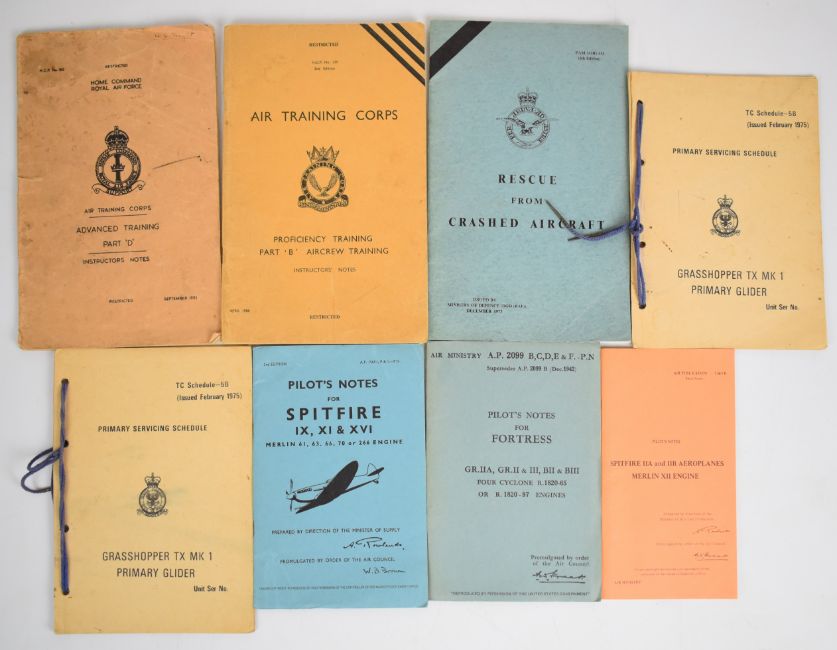 RESTRICTED
HOME COMMAND
ROYAL AIR FORCE
AIR TRAINING CORPS
ADVANCED TRAINING
PART 'D'
INSTRUCTORS NOTES
RESTRICTED
SEPTEMBER
RESTRICTED
AIR TRAINING CORPS
PROFICIENCY TRAINING
PART 'B' AIRCREW TRAINING
INSTRUCTORS' NOTES
RESTRICTED
RESCUE
FROM
CRASHED AIRCRAFT
ISSUED BY
MINISTRY OF DEFENCE
DECEMBER
TC Schedule-5B
(Issued February 1975)
PRIMARY SERVICING SCHEDULE
GRASSHOPPER TX MK 1
PRIMARY GLIDER
Unit Ser No.
TC Schedule-5B
(Issued February 1975)
PRIMARY SERVICING SCHEDULE
GRASSHOPPER TX MK 1
PRIMARY GLIDER
Unit Ser No.
PILOT'S NOTES
FOR
SPITFIRE
IX, XI & XVI
MERLIN 61, 63, 66, 70 or 266 ENGINE
PREPARED BY DIRECTION OF THE MINISTER OF SUPPLY
PROMULGATED BY ORDER OF THE AIR COUNCIL
AIR MINISTRY A.P. 2099 B,C,D,E & F.-P.N
Supersedes A.P. 2099 B (Dec. 1942)
PILOT'S NOTES
FOR
FORTRESS
GR.IIA, GR.II & III, BII & BIII
FOUR CYCLONE R.1820-65
OR R.1820-97 ENGINES
Promulgated by order
of the Air Council
PILOT'S NOTES
SPITFIRE IIA and IIB AEROPLANES
MERLIN XII ENGINE
AIR MINISTRY